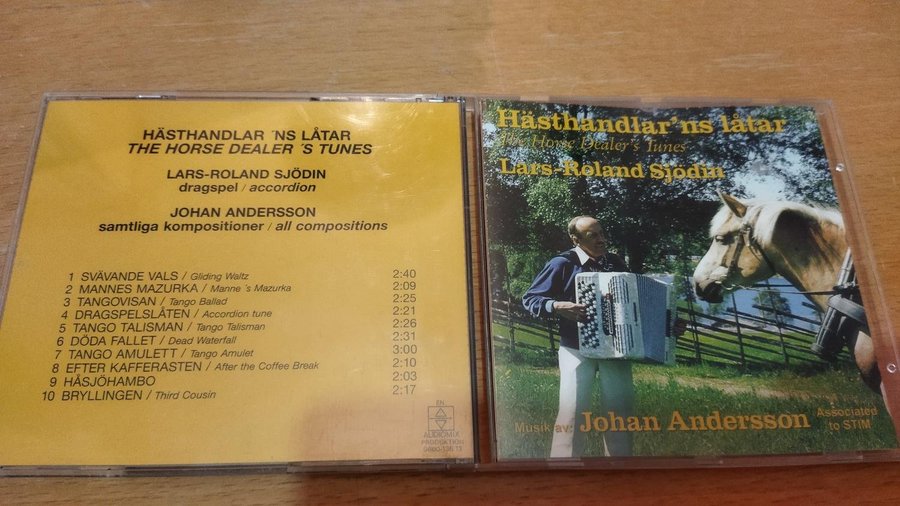 HÄSTHANDLAR ´NS LÅTAR
THE HORSE DEALER ´S TUNES
LARS-ROLAND SJÖDIN
dragspel / accordion
JOHAN ANDERSSON
samtliga kompositioner / all compositions
1 SVÄVANDE VALS / Gliding Waltz 2:40
2 MANNES MAZURKA / Manne ´s Mazurka 2:09
3 TANGOVISAN / Tango Ballad 2:25
4 DRAGSPELSLÅTEN / Accordion tune 2:21
5 TANGO TALISMAN / Tango Talisman 2:26
6 DÖDA FALLET / Dead Waterfall 2:31
7 TANGO AMULETT / Tango Amulet 3:00
8 EFTER KAFFERASTEN / After the Coffee Break 2:10
9 HÅSJÖHAMBO 2:03
10 BRYLLINGEN / Third Cousin 2:17
EN
AUDIOMIX
PRODUKTION
Hästhandlar'ns låtar
The Horse Dealer's Tunes
Lars-Roland Sjödin
Musik av: Johan Andersson
Associated
to STIM